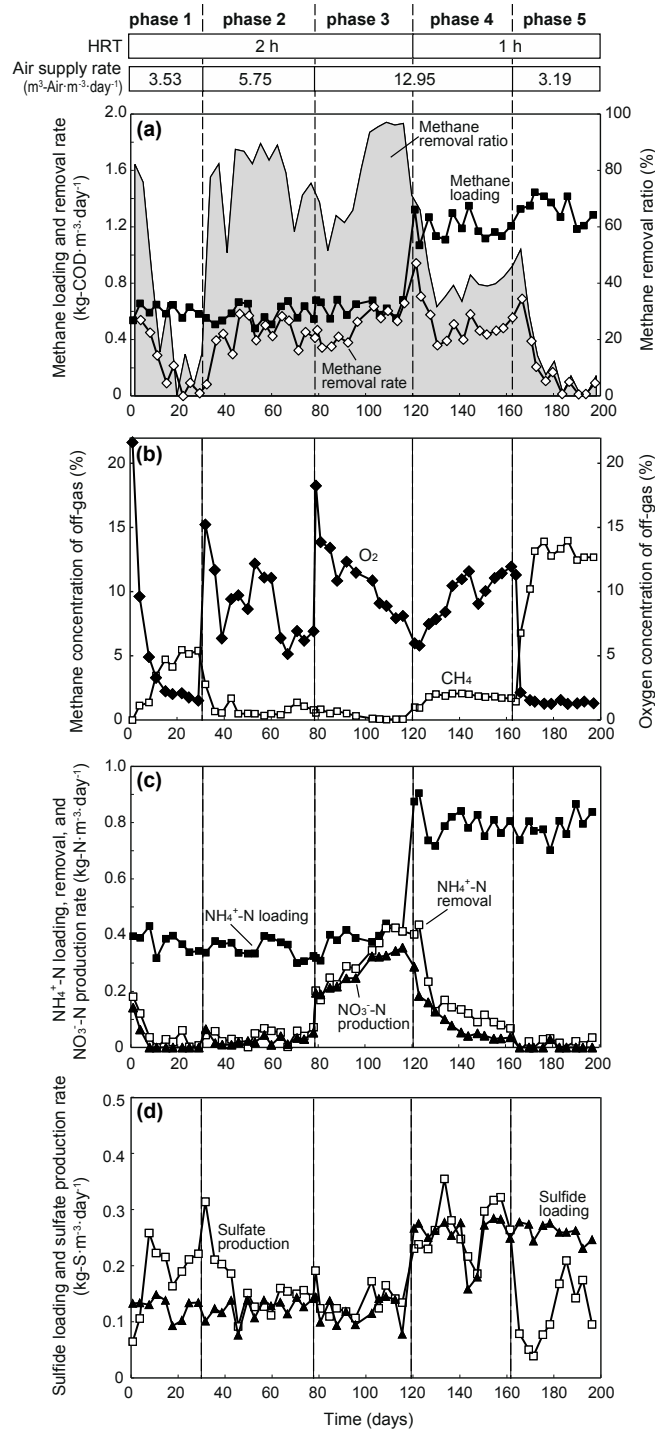 phase 1 phase 2 phase 3 phase 4 phase 5
HRT 2 h 1 h
Air supply rate
(m³-Air·m⁻³·day⁻¹) 3.53 5.75 12.95 3.19
(a)
Methane loading and removal rate
(kg-COD·m⁻³·day⁻¹)
2.0
1.6
1.2
0.8
0.4
0
Methane
removal ratio
Methane
loading
Methane
removal rate
100
80
60
40
20
0
Methane removal ratio (%)
0 20 40 60 80 100 120 140 160 180 200
(b)
Methane concentration of off-gas (%)
20
15
10
5
0
O₂
CH₄
20
15
10
5
0
Oxygen concentration of off-gas (%)
0 20 40 60 80 100 120 140 160 180 200
(c)
NH₄⁺-N loading, removal, and
NO₃⁻-N production rate (kg-N·m⁻³·day⁻¹)
1.0
0.8
0.6
0.4
0.2
0
NH₄⁺-N loading
NH₄⁺-N
removal
NO₃⁻-N
production
0 20 40 60 80 100 120 140 160 180 200
(d)
Sulfide loading and sulfate production rate
(kg-S·m⁻³·day⁻¹)
0.5
0.4
0.3
0.2
0.1
0
Sulfate
production
Sulfide
loading
0 20 40 60 80 100 120 140 160 180 200
Time (days)